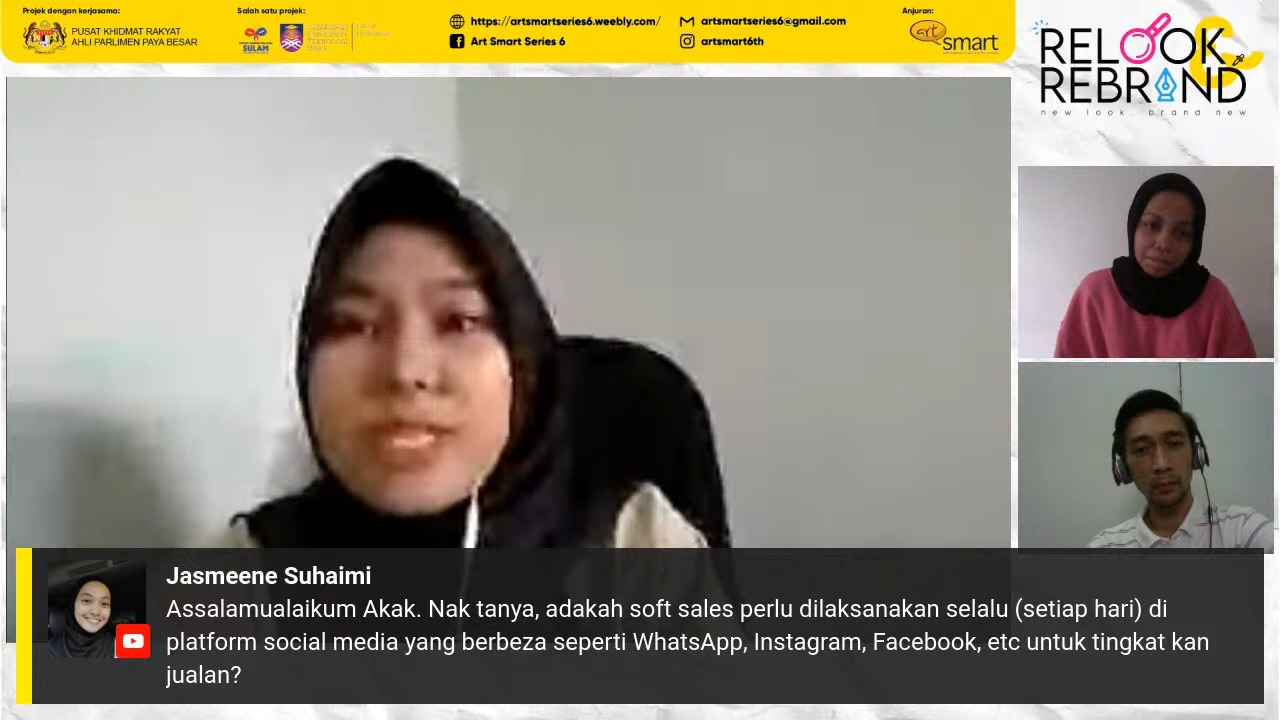 Projek dengan kerjasama:
PUSAT KHIDMAT RAKYAT
AHLI PARLIMEN PAYA BESAR
Salah satu projek:
SULAM
UNIVERSITI
TEKNOLOGI
MARA
https://artsmartseries6.weebly.com/
Art Smart Series 6
artsmartseries6@gmail.com
artsmart6th
Anjuran:
art
smart
RELOOK
REBRAND
new look, brand new
Jasmeene Suhaimi
Assalamualaikum Akak. Nak tanya, adakah soft sales perlu dilaksanakan selalu (setiap hari) di
platform social media yang berbeza seperti WhatsApp, Instagram, Facebook, etc untuk tingkat kan
jualan?